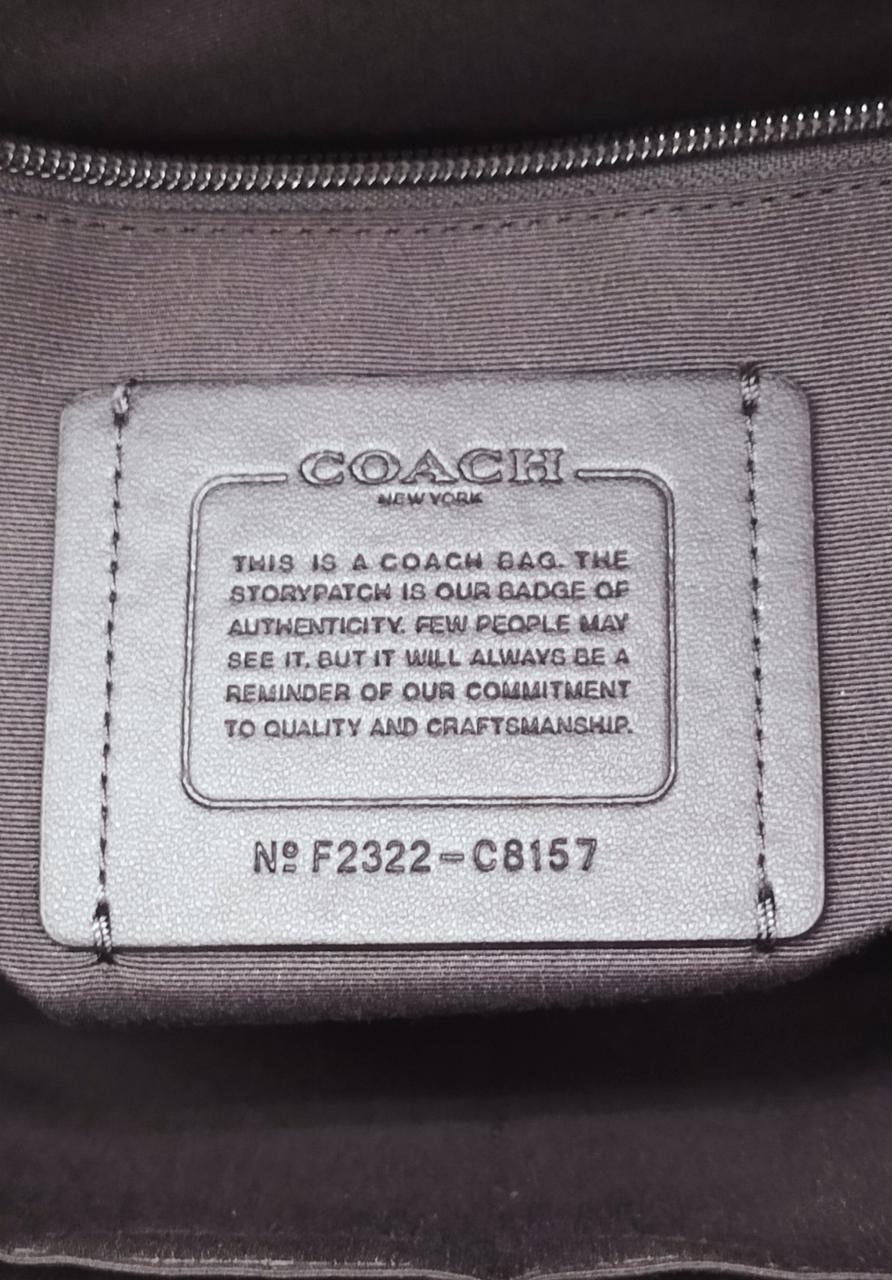 COACH
NEW YORK
THIS IS A COACH BAG. THE
STORYPATCH IS OUR BADGE OF
AUTHENTICITY. FEW PEOPLE MAY
SEE IT. BUT IT WILL ALWAYS BE A
REMINDER OF OUR COMMITMENT
TO QUALITY AND CRAFTSMANSHIP.
Nº F2322-C8157